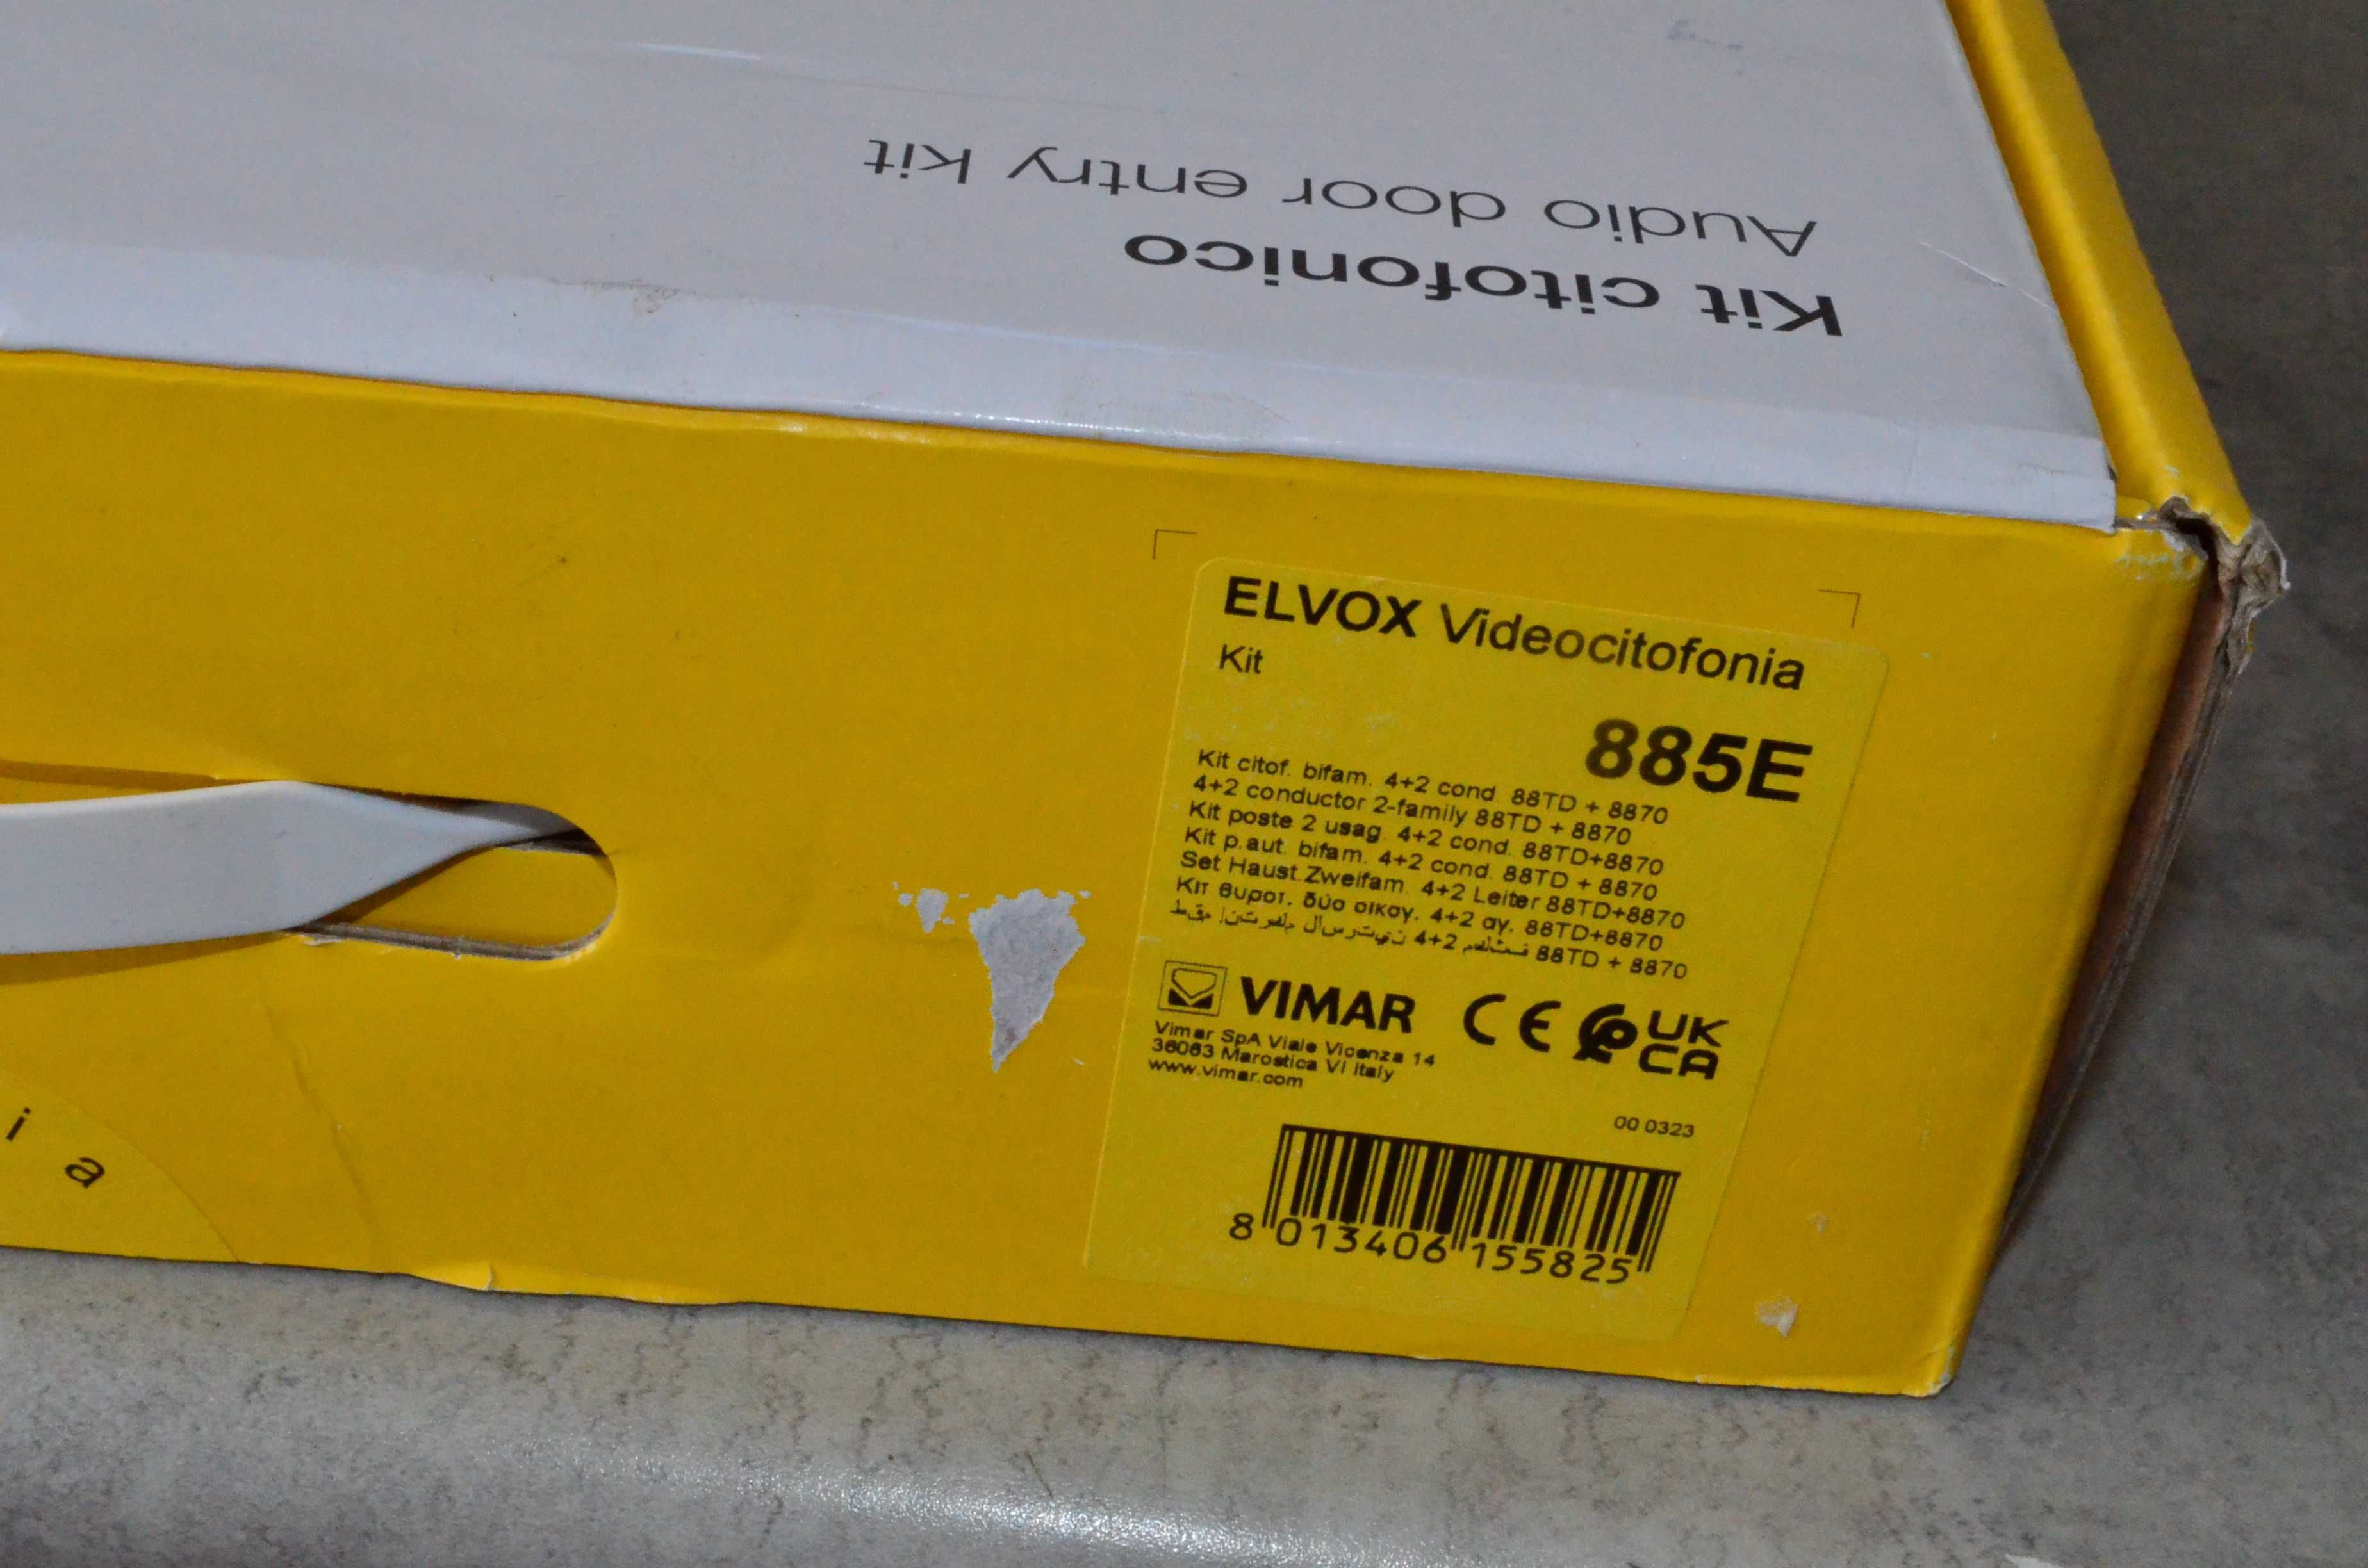 Kit citofonico
Audio door entry kit
ELVOX Videocitofonia
Kit
885E
Kit citof. bifam. 4+2 cond. 88TD + 8870
4+2 conductor 2-family 88TD + 8870
Kit poste 2 usag. 4+2 cond. 88TD+8870
Kit p.aut. bifam. 4+2 cond. 88TD + 8870
Set Haust.Zweifam. 4+2 Leiter 88TD+8870
Κιτ θυροτ. δύο οικογ. 4+2 αγ. 88TD+8870
4+2 88TD + 8870
VIMAR CE UK CA
Vimar SpA Viale Vicenza 14
36063 Marostica VI Italy
www.vimar.com
00 0323
8 013406 155825
i a